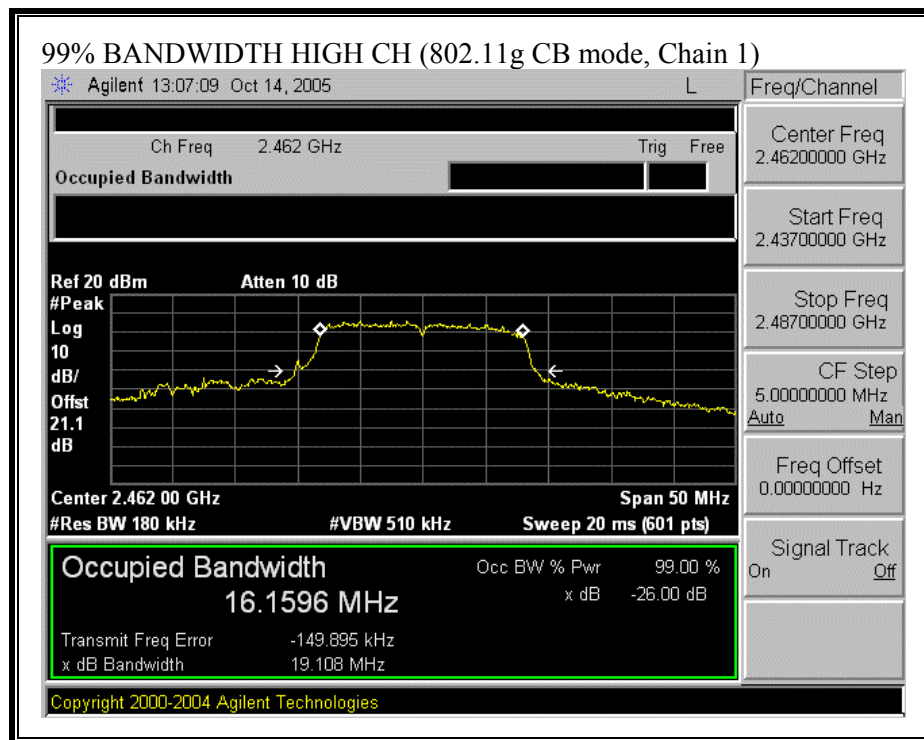 99% BANDWIDTH HIGH CH (802.11g CB mode, Chain 1)
Agilent 13:07:09 Oct 14, 2005 L Freq/Channel
Ch Freq 2.462 GHz Trig Free
Occupied Bandwidth
Center Freq
2.46200000 GHz
Start Freq
2.43700000 GHz
Stop Freq
2.48700000 GHz
CF Step
5.00000000 MHz
Auto Man
Freq Offset
0.00000000 Hz
Signal Track
On Off
Ref 20 dBm Atten 10 dB
#Peak
Log
10
dB/
Offst
21.1
dB
Center 2.462 00 GHz Span 50 MHz
#Res BW 180 kHz #VBW 510 kHz Sweep 20 ms (601 pts)
Occupied Bandwidth Occ BW % Pwr 99.00 %
16.1596 MHz x dB -26.00 dB
Transmit Freq Error -149.895 kHz
x dB Bandwidth 19.108 MHz
Copyright 2000-2004 Agilent Technologies